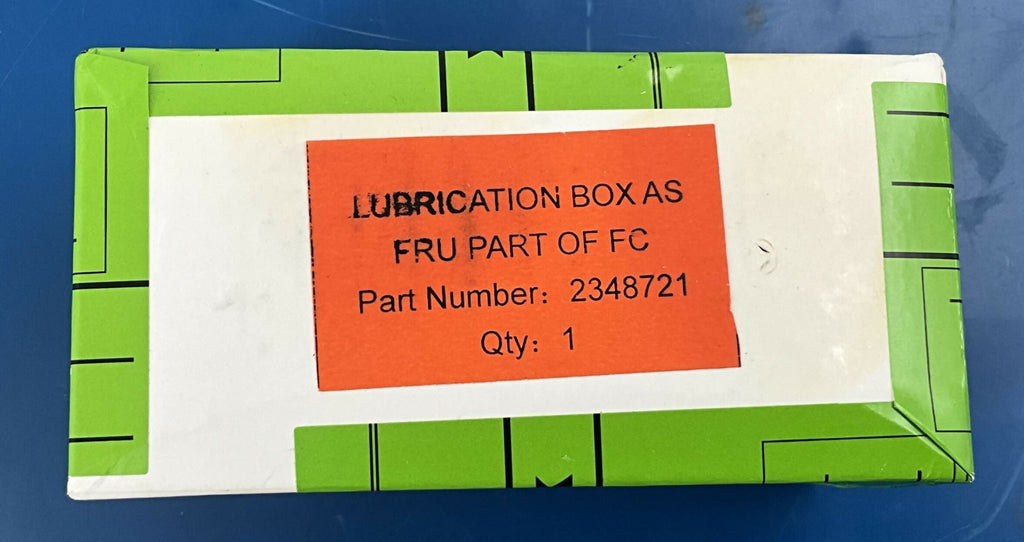 LUBRICATION BOX AS
FRU PART OF FC
Part Number： 2348721
Qty： 1